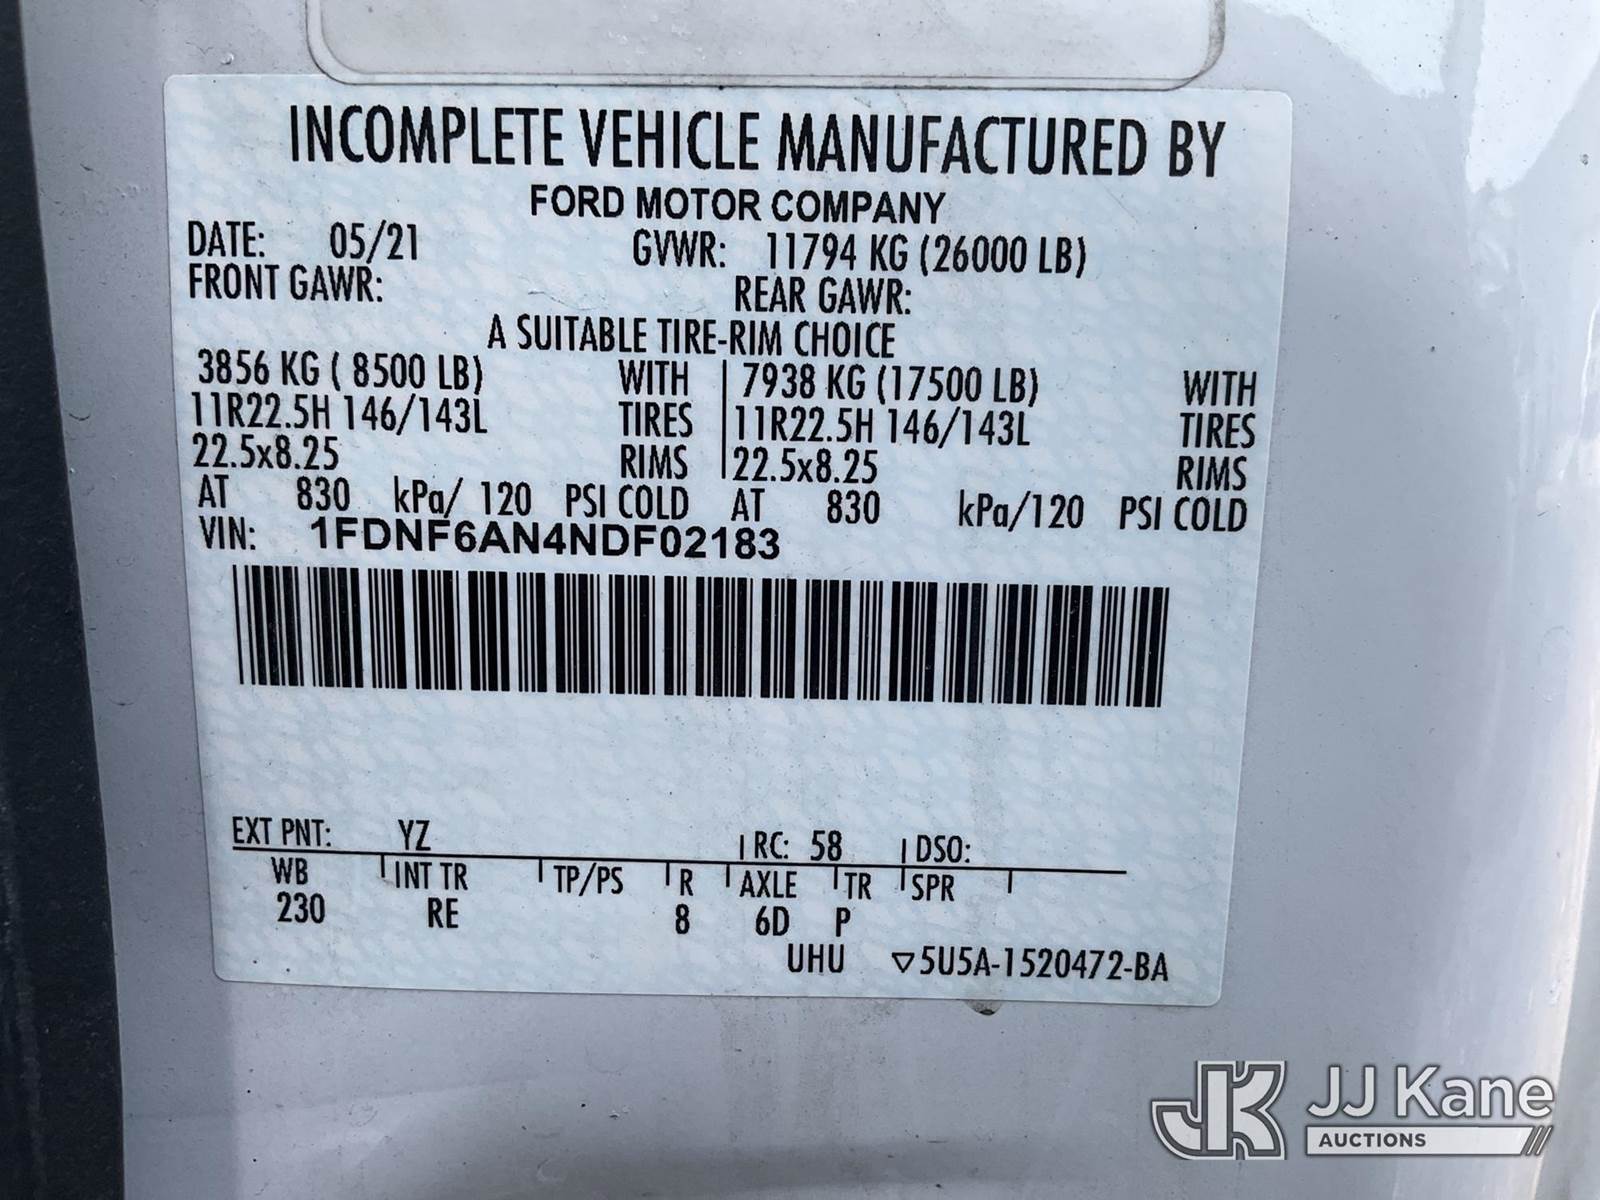 INCOMPLETE VEHICLE MANUFACTURED BY
FORD MOTOR COMPANY
DATE: 05/21 GVWR: 11794 KG (26000 LB)
FRONT GAWR: REAR GAWR:
A SUITABLE TIRE-RIM CHOICE
3856 KG ( 8500 LB) WITH 7938 KG (17500 LB) WITH
11R22.5H 146/143L TIRES 11R22.5H 146/143L TIRES
22.5x8.25 RIMS 22.5x8.25 RIMS
AT 830 kPa/ 120 PSI COLD AT 830 kPa/120 PSI COLD
VIN: 1FDNF6AN4NDF02183
EXT PNT: YZ RC: 58 DSO:
WB INT TR TP/PS R AXLE TR SPR
230 RE 8 6D P
UHU ▽5U5A-1520472-BA
JK JJ Kane
AUCTIONS